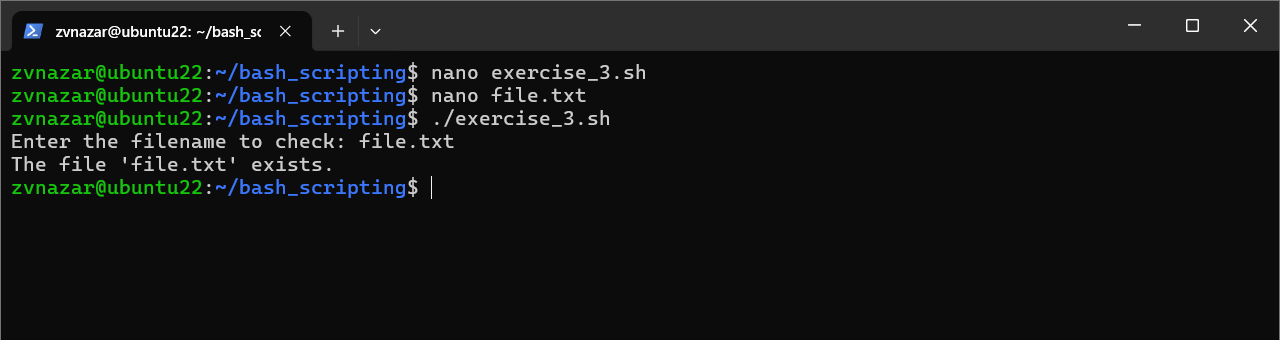 zvnazar@ubuntu22: ~/bash_sc
zvnazar@ubuntu22:~/bash_scripting$ nano exercise_3.sh
zvnazar@ubuntu22:~/bash_scripting$ nano file.txt
zvnazar@ubuntu22:~/bash_scripting$ ./exercise_3.sh
Enter the filename to check: file.txt
The file 'file.txt' exists.
zvnazar@ubuntu22:~/bash_scripting$